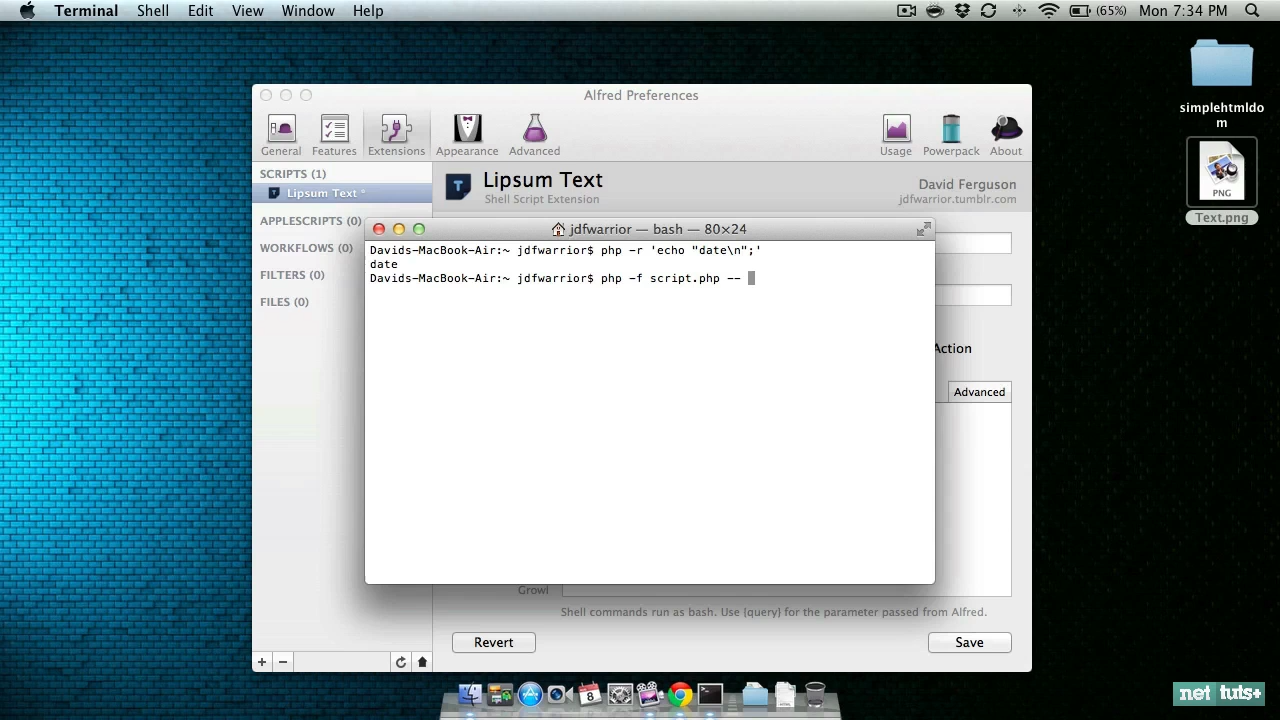 Terminal Shell Edit View Window Help (65%) Mon 7:34 PM
simplehtmldo
m
PNG
Text.png
Alfred Preferences
General Features Extensions Appearance Advanced Usage Powerpack About
SCRIPTS (1)
T Lipsum Text *
APPLESCRIPTS (0)
WORKFLOWS (0)
FILTERS (0)
FILES (0)
T Lipsum Text
Shell Script Extension
David Ferguson
jdfwarrior.tumblr.com
jdfwarrior — bash — 80×24
Davids-MacBook-Air:~ jdfwarrior$ php -r 'echo "date\n";'
date
Davids-MacBook-Air:~ jdfwarrior$ php -f script.php --
Action
Advanced
Growl
Shell commands run as bash. Use {query} for the parameter passed from Alfred.
Revert Save
8
net tuts+